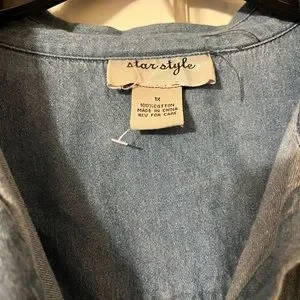 star style
1X
100% COTTON
MADE IN CHINA
REV FOR CARE